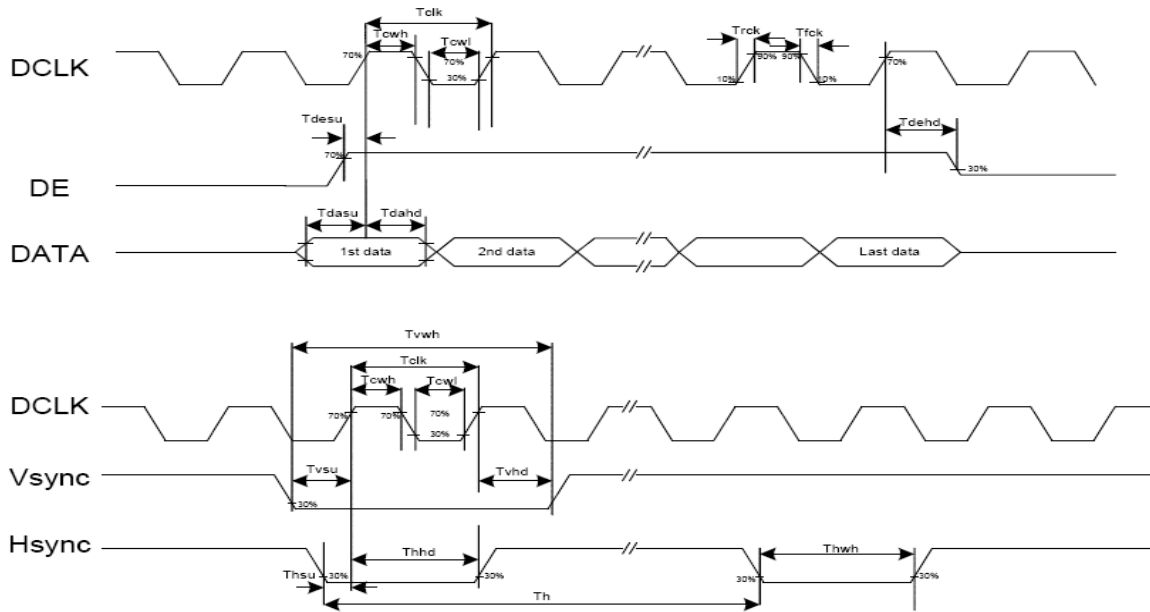 Tclk
Tcwh Tcwl Trck Tfck
DCLK 70% 70% 30% 10% 90% 90% 10% 70%
Tdesu Tdehd
DE 70% 30%
Tdasu Tdahd
DATA 1st data 2nd data Last data
Tvwh
Tclk
Tcwh Tcwl
DCLK 70% 70% 70% 30%
Vsync Tvsu Tvhd
30%
Hsync Thhd Thwh
Thsu 30% 30% 30% 30%
Th